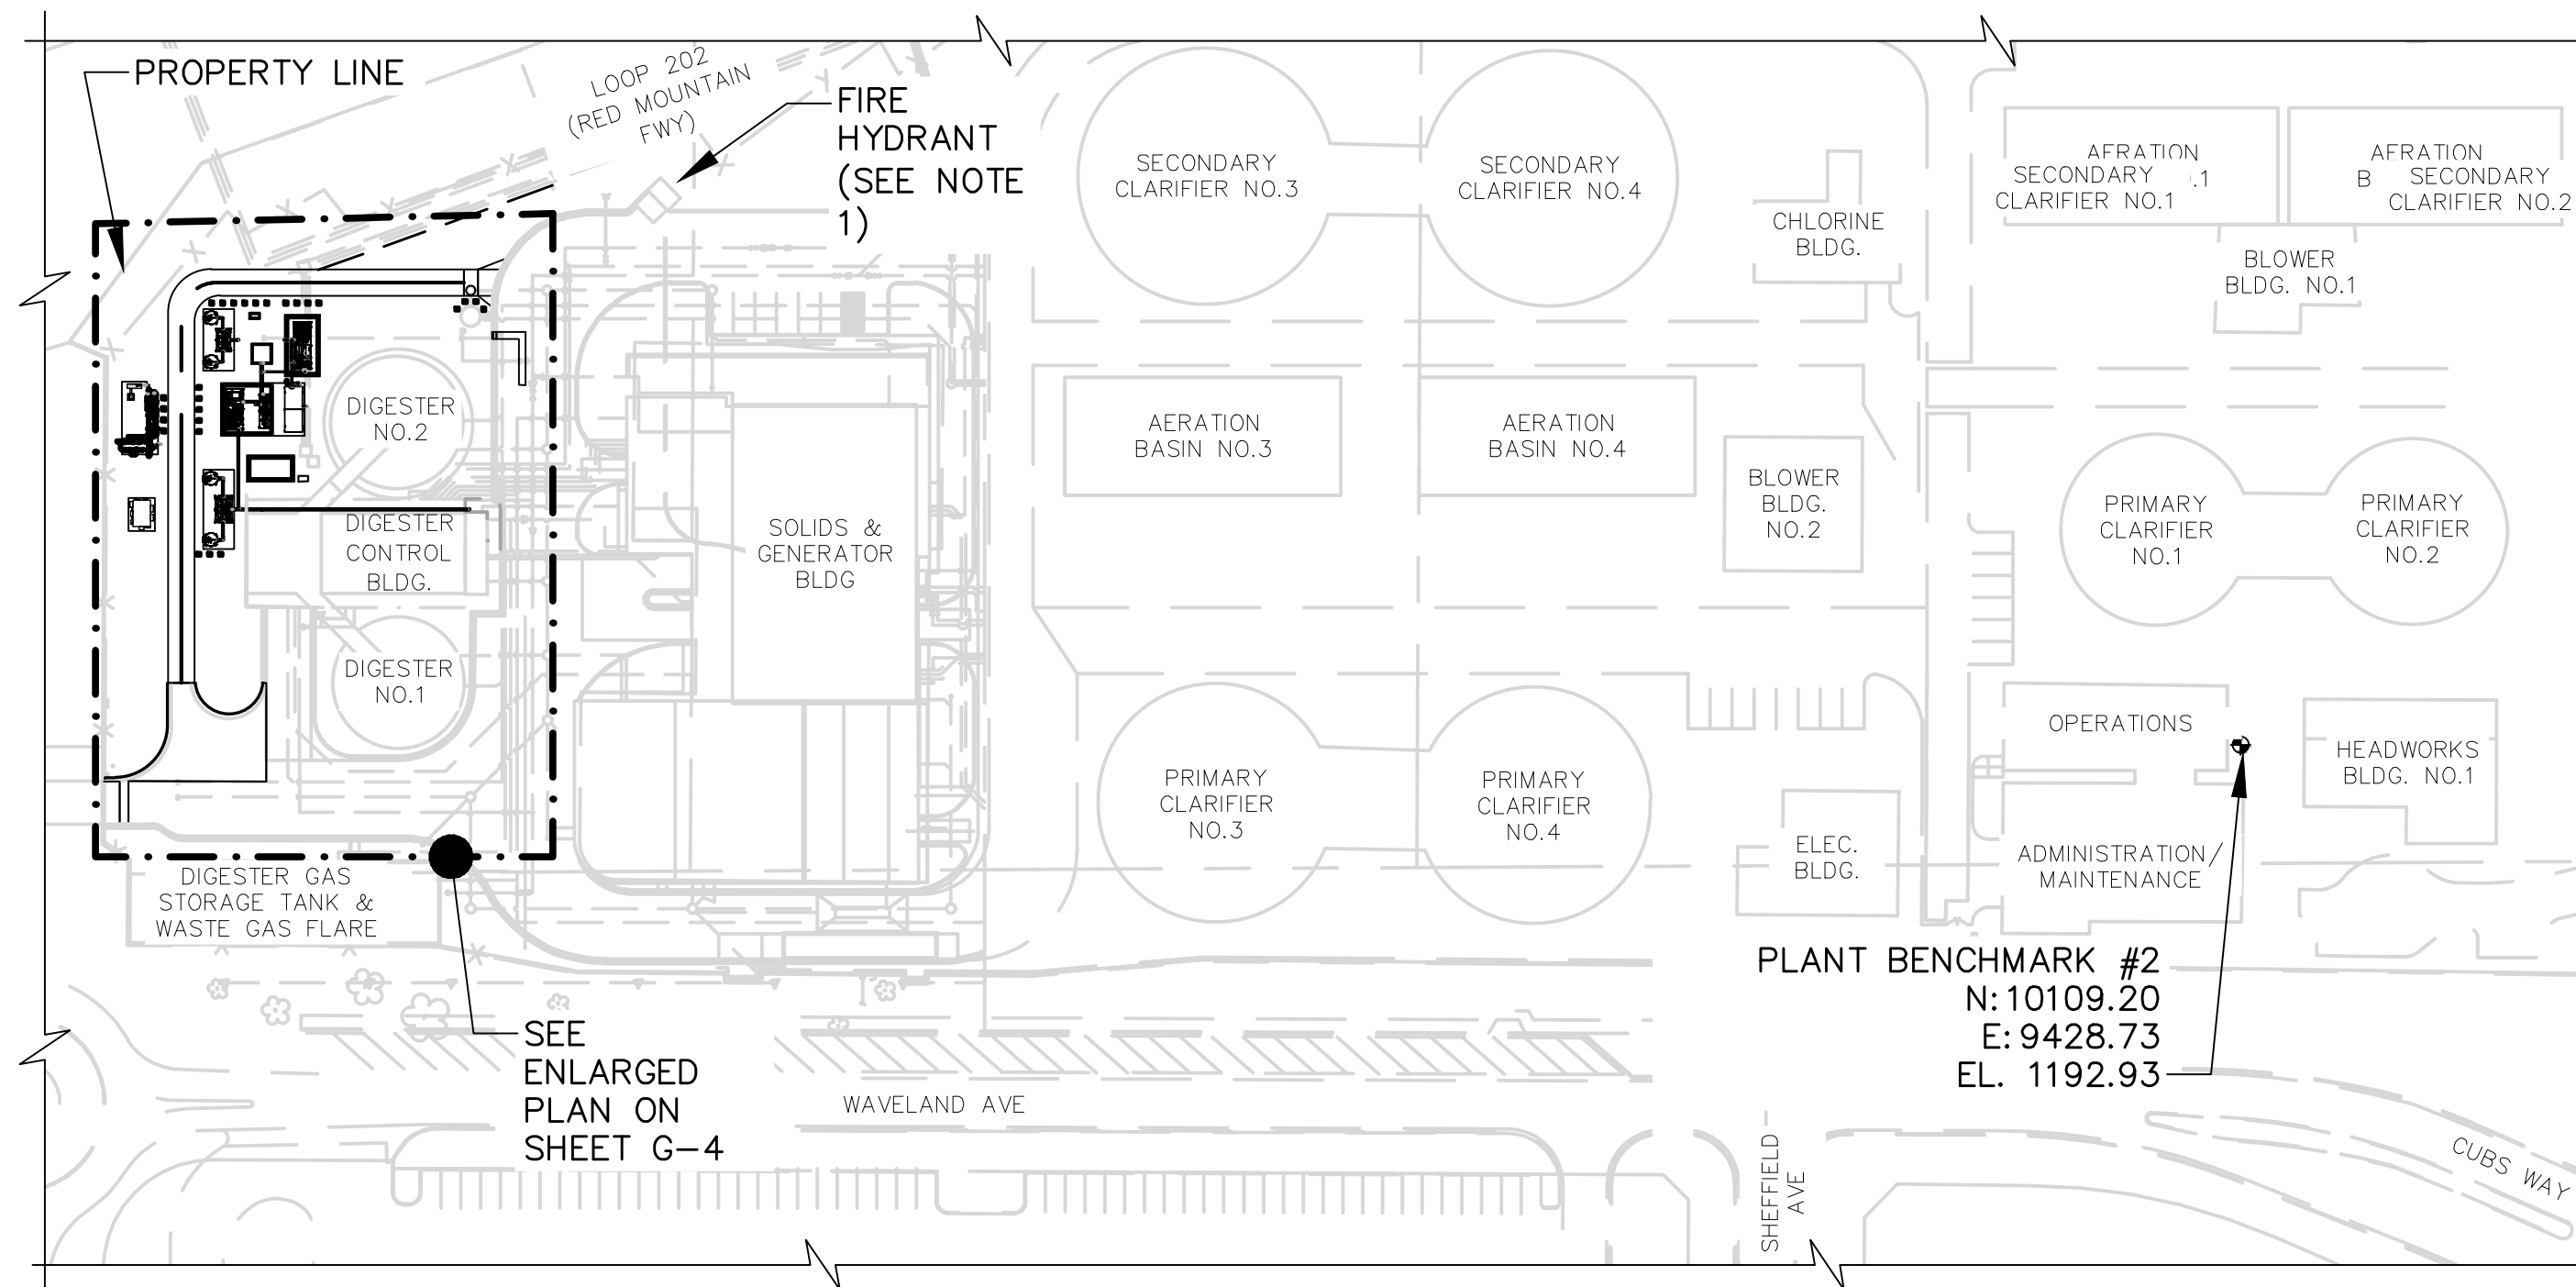 PROPERTY LINE
LOOP 202
(RED MOUNTAIN
FWY)
FIRE
HYDRANT
(SEE NOTE
1)
SECONDARY
CLARIFIER NO.3
SECONDARY
CLARIFIER NO.4
CHLORINE
BLDG.
AERATION
SECONDARY .1
CLARIFIER NO.1
AERATION
B SECONDARY
CLARIFIER NO.2
BLOWER
BLDG. NO.1
DIGESTER
NO.2
AERATION
BASIN NO.3
AERATION
BASIN NO.4
BLOWER
BLDG.
NO.2
PRIMARY
CLARIFIER
NO.1
PRIMARY
CLARIFIER
NO.2
DIGESTER
CONTROL
BLDG.
SOLIDS &
GENERATOR
BLDG
DIGESTER
NO.1
OPERATIONS
HEADWORKS
BLDG. NO.1
PRIMARY
CLARIFIER
NO.3
PRIMARY
CLARIFIER
NO.4
ELEC.
BLDG.
ADMINISTRATION/
MAINTENANCE
DIGESTER GAS
STORAGE TANK &
WASTE GAS FLARE
PLANT BENCHMARK #2
N: 10109.20
E: 9428.73
EL. 1192.93
SEE
ENLARGED
PLAN ON
SHEET G-4
WAVELAND AVE
SHEFFIELD
AVE
CUBS WAY